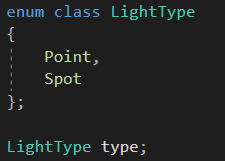 enum class LightType
{
    Point,
    Spot
};

LightType type;